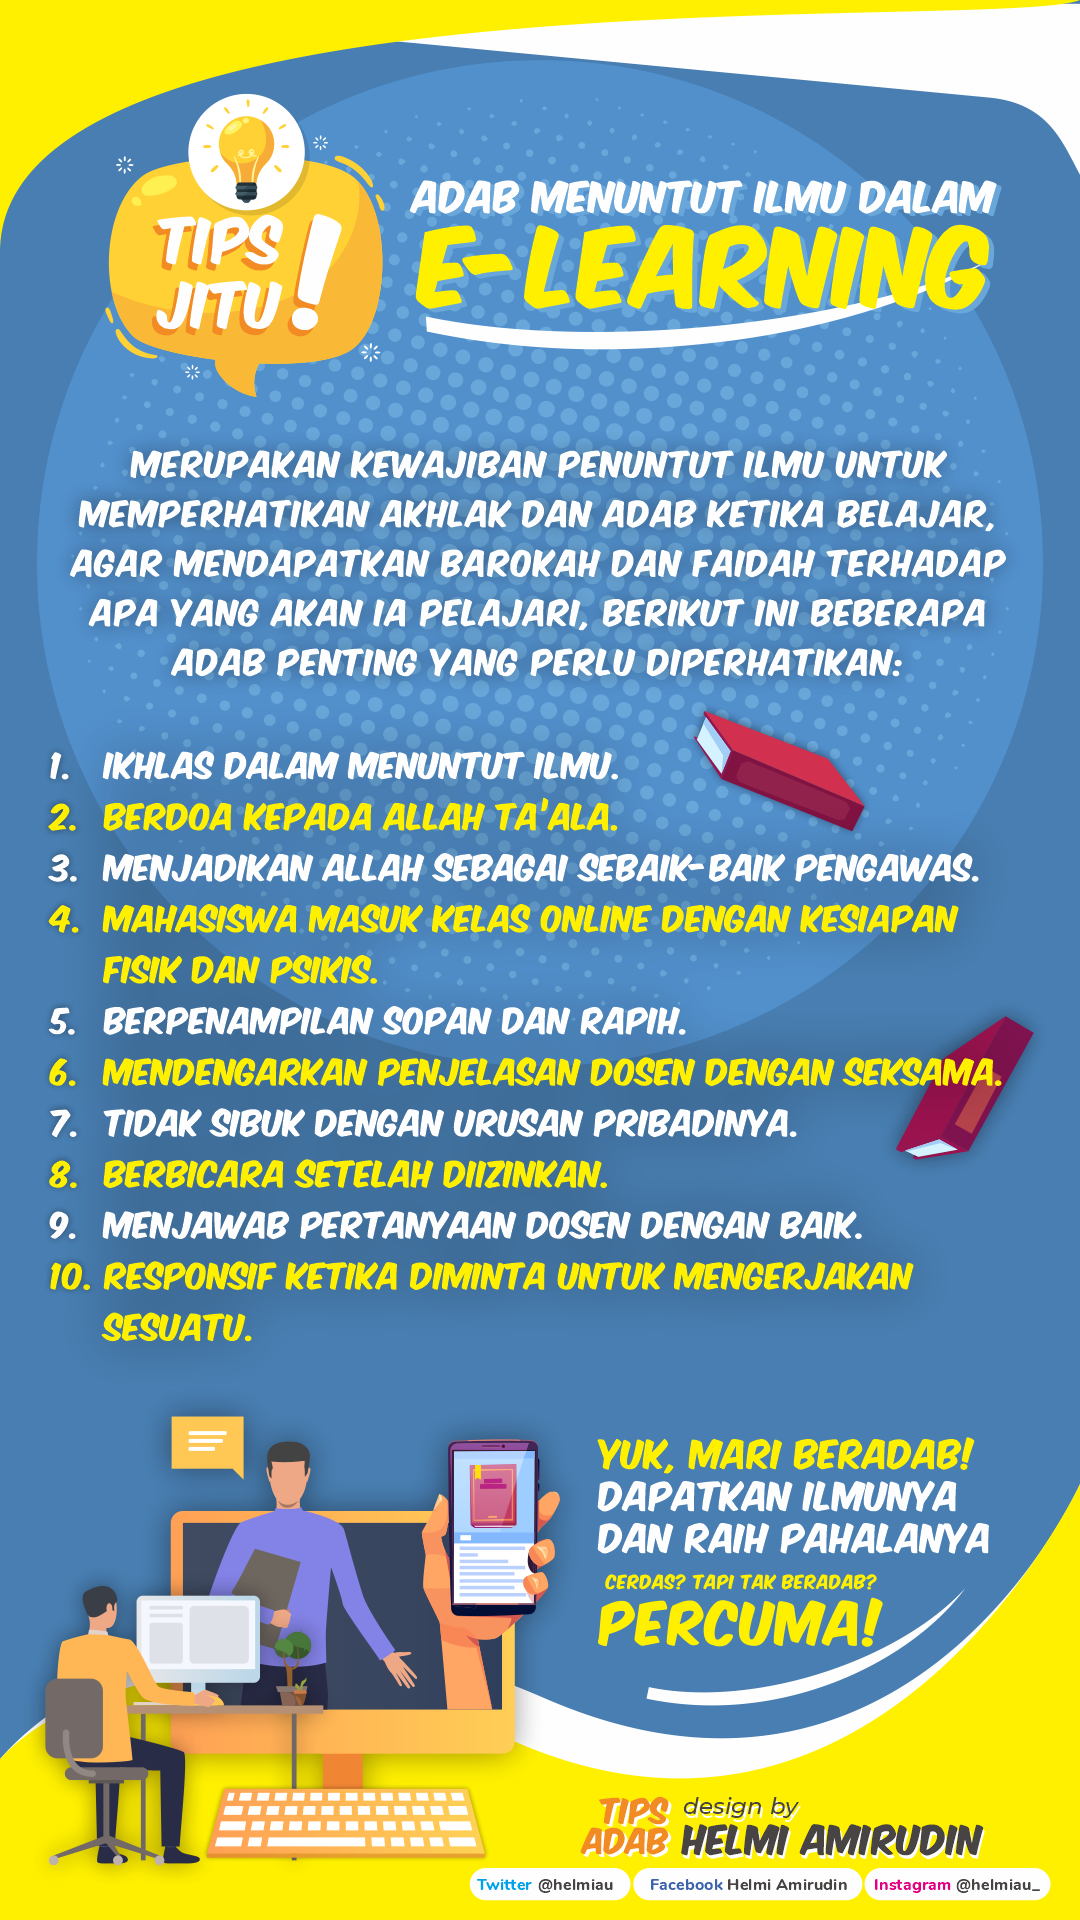 TIPS
JITU!
ADAB MENUNTUT ILMU DALAM
E-LEARNING
MERUPAKAN KEWAJIBAN PENUNTUT ILMU UNTUK
MEMPERHATIKAN AKHLAK DAN ADAB KETIKA BELAJAR,
AGAR MENDAPATKAN BAROKAH DAN FAIDAH TERHADAP
APA YANG AKAN IA PELAJARI, BERIKUT INI BEBERAPA
ADAB PENTING YANG PERLU DIPERHATIKAN:
1. IKHLAS DALAM MENUNTUT ILMU.
2. BERDOA KEPADA ALLAH TA'ALA.
3. MENJADIKAN ALLAH SEBAGAI SEBAIK-BAIK PENGAWAS.
4. MAHASISWA MASUK KELAS ONLINE DENGAN KESIAPAN
FISIK DAN PSIKIS.
5. BERPENAMPILAN SOPAN DAN RAPIH.
6. MENDENGARKAN PENJELASAN DOSEN DENGAN SEKSAMA.
7. TIDAK SIBUK DENGAN URUSAN PRIBADINYA.
8. BERBICARA SETELAH DIIZINKAN.
9. MENJAWAB PERTANYAAN DOSEN DENGAN BAIK.
10. RESPONSIF KETIKA DIMINTA UNTUK MENGERJAKAN
SESUATU.
YUK, MARI BERADAB!
DAPATKAN ILMUNYA
DAN RAIH PAHALANYA
CERDAS? TAPI TAK BERADAB?
PERCUMA!
TIPS
ADAB
design by
HELMI AMIRUDIN
Twitter @helmiau Facebook Helmi Amirudin Instagram @helmiau_